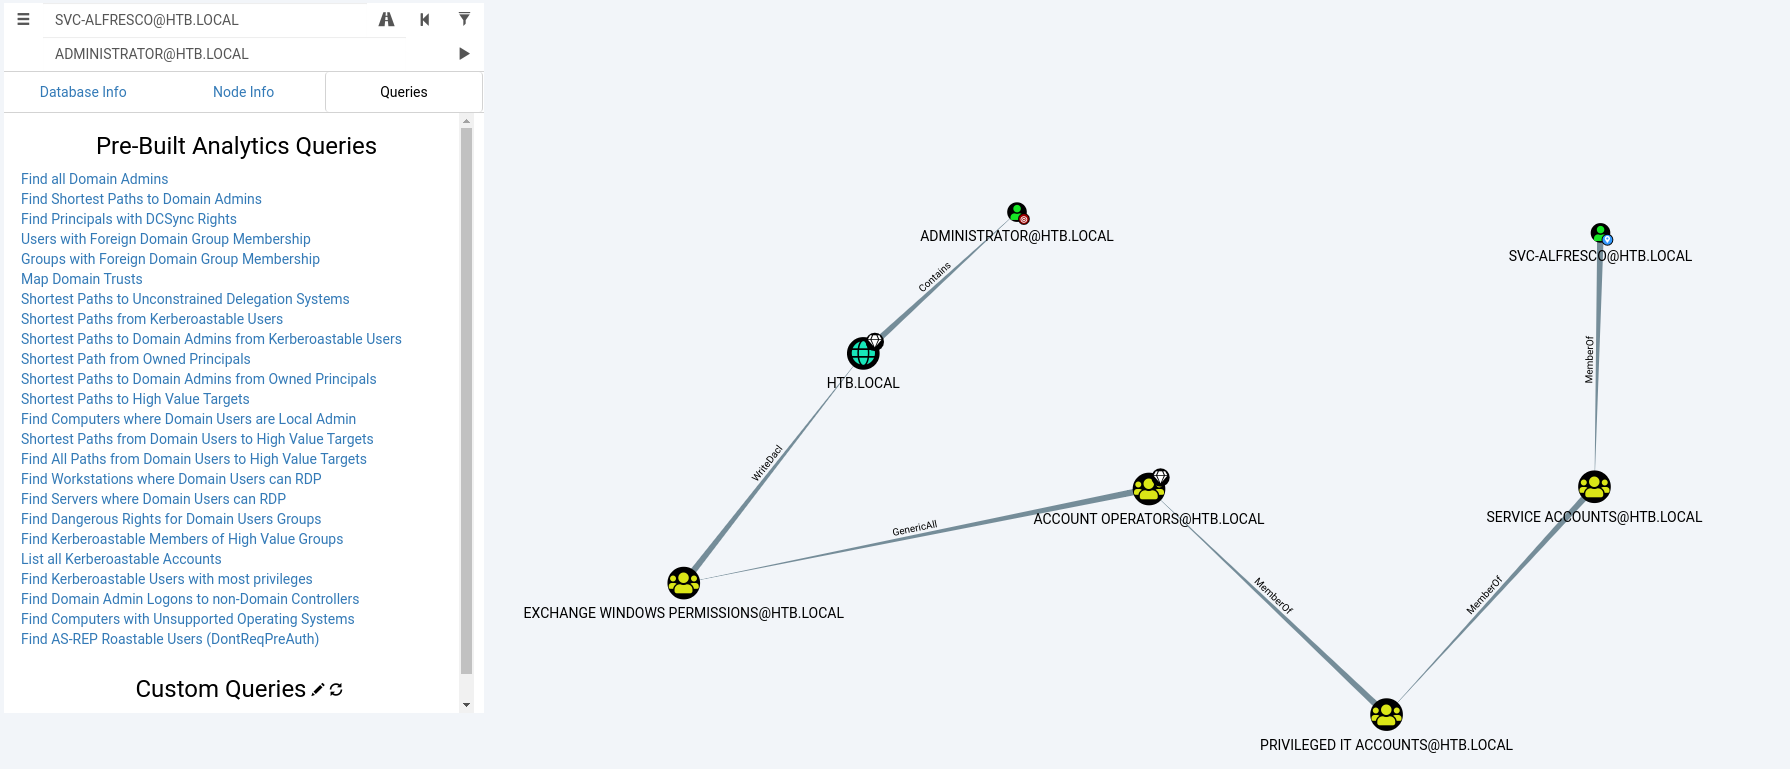 SVC-ALFRESCO@HTB.LOCAL
ADMINISTRATOR@HTB.LOCAL
Database Info Node Info Queries
Pre-Built Analytics Queries
Find all Domain Admins
Find Shortest Paths to Domain Admins
Find Principals with DCSync Rights
Users with Foreign Domain Group Membership
Groups with Foreign Domain Group Membership
Map Domain Trusts
Shortest Paths to Unconstrained Delegation Systems
Shortest Paths from Kerberoastable Users
Shortest Paths to Domain Admins from Kerberoastable Users
Shortest Path from Owned Principals
Shortest Paths to Domain Admins from Owned Principals
Shortest Paths to High Value Targets
Find Computers where Domain Users are Local Admin
Shortest Paths from Domain Users to High Value Targets
Find All Paths from Domain Users to High Value Targets
Find Workstations where Domain Users can RDP
Find Servers where Domain Users can RDP
Find Dangerous Rights for Domain Users Groups
Find Kerberoastable Members of High Value Groups
List all Kerberoastable Accounts
Find Kerberoastable Users with most privileges
Find Domain Admin Logons to non-Domain Controllers
Find Computers with Unsupported Operating Systems
Find AS-REP Roastable Users (DontReqPreAuth)
Custom Queries
ADMINISTRATOR@HTB.LOCAL
SVC-ALFRESCO@HTB.LOCAL
Contains
MemberOf
HTB.LOCAL
WriteDacl
ACCOUNT OPERATORS@HTB.LOCAL
SERVICE ACCOUNTS@HTB.LOCAL
GenericAll
EXCHANGE WINDOWS PERMISSIONS@HTB.LOCAL
MemberOf
MemberOf
PRIVILEGED IT ACCOUNTS@HTB.LOCAL